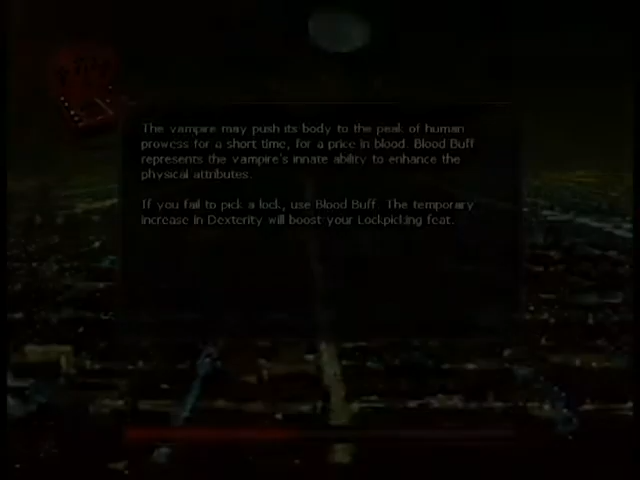 The vampire may push its body to the peak of human
prowess for a short time, for a price in blood. Blood Buff
represents the vampire's innate ability to enhance the
physical attributes.
If you fail to pick a lock, use Blood Buff. The temporary
increase in Dexterity will boost your Lockpicking feat.